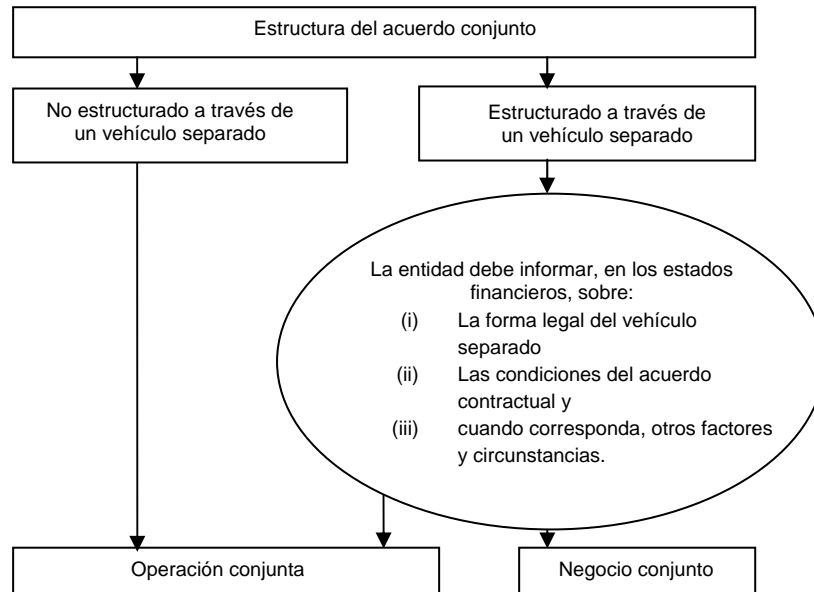 Estructura del acuerdo conjunto
No estructurado a través de
un vehículo separado
Estructurado a través de
un vehículo separado
La entidad debe informar, en los estados
financieros, sobre:
(i) La forma legal del vehículo
separado
(ii) Las condiciones del acuerdo
contractual y
(iii) cuando corresponda, otros factores
y circunstancias.
Operación conjunta
Negocio conjunto